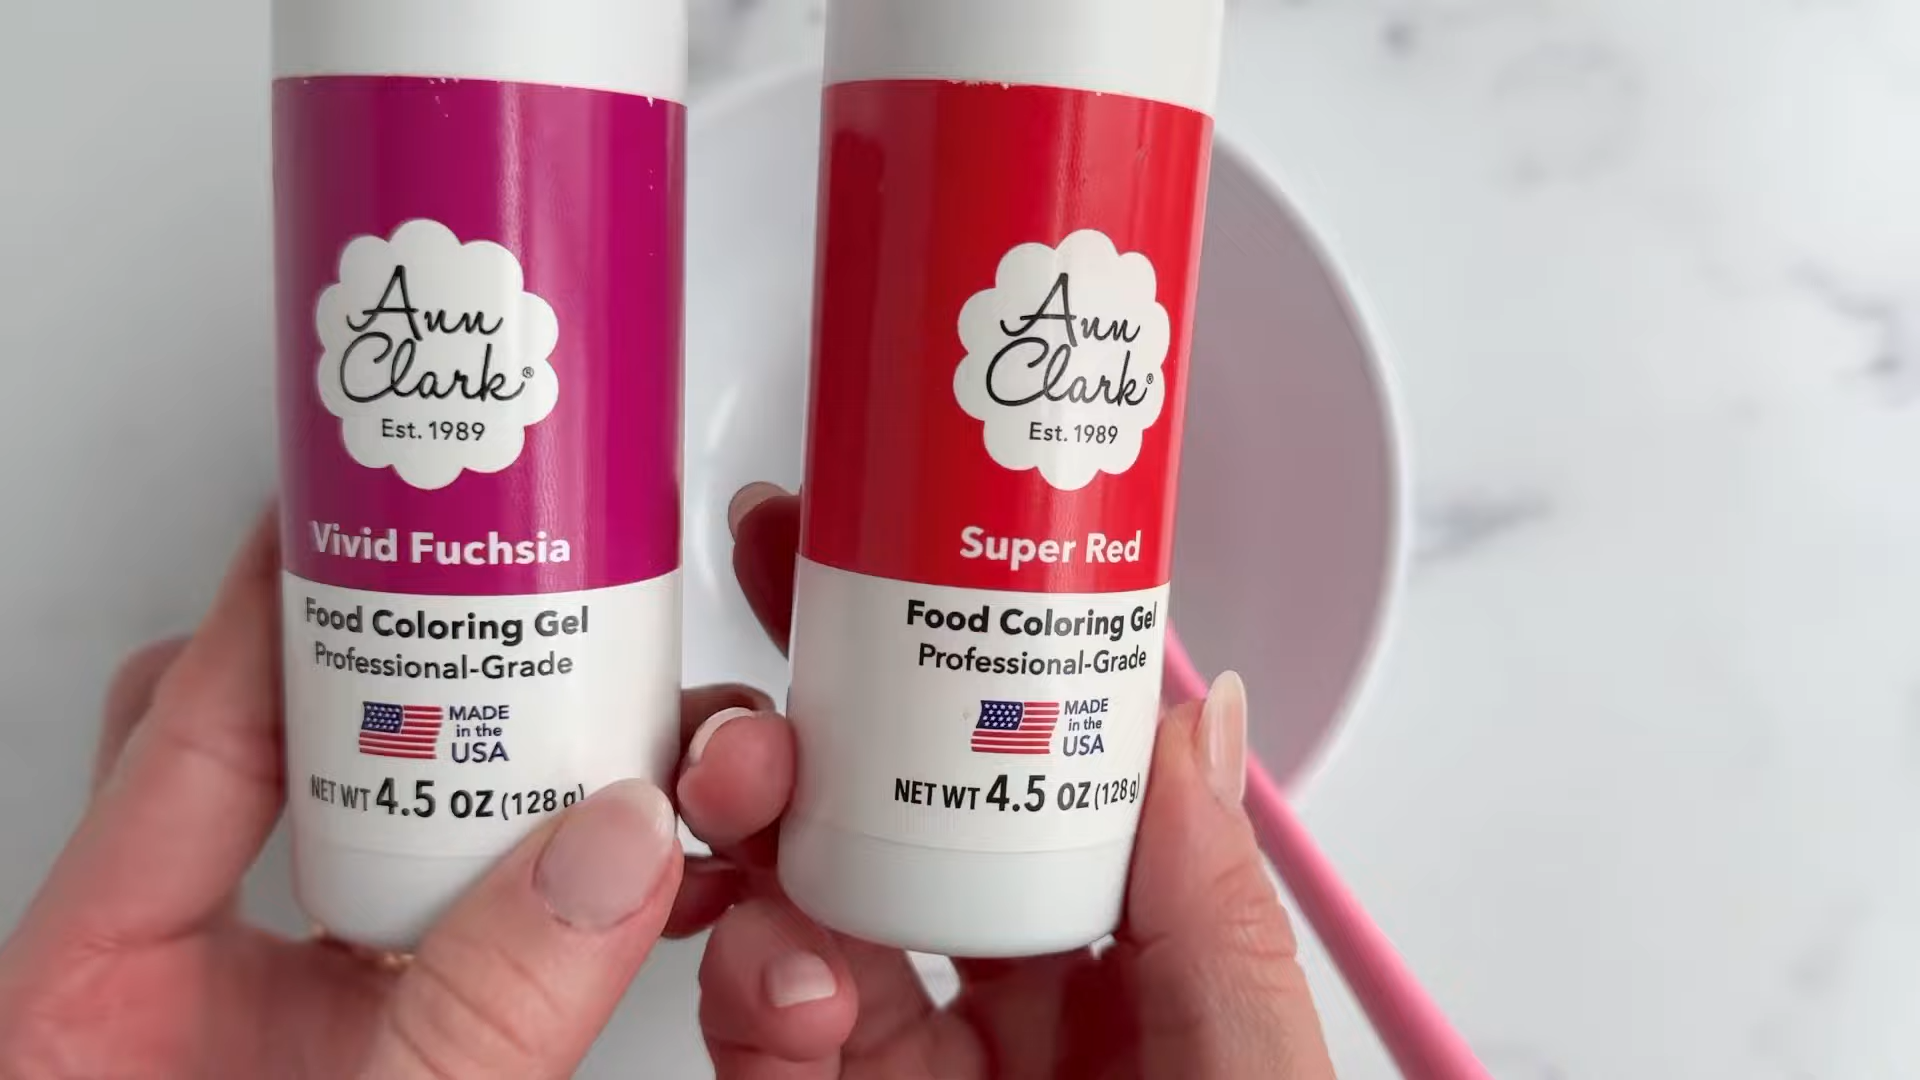 Ann
Clark®
Est. 1989
Vivid Fuchsia
Food Coloring Gel
Professional-Grade
MADE
in the
USA
NET WT 4.5 OZ (128 g)
Ann
Clark®
Est. 1989
Super Red
Food Coloring Gel
Professional-Grade
MADE
in the
USA
NET WT 4.5 OZ (128 g)